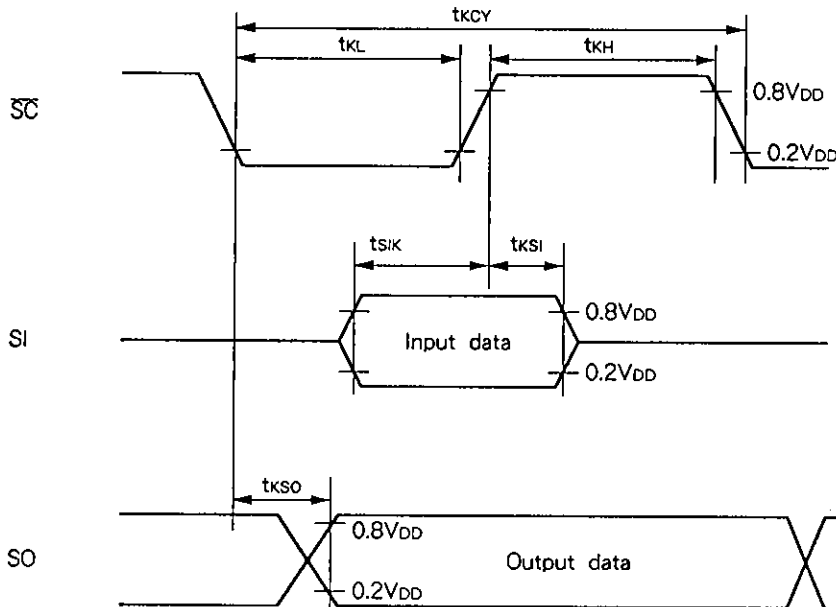 tKCY
tKL
tKH
SC
0.8VDD
0.2VDD
tSIK
tKSI
SI
Input data
0.8VDD
0.2VDD
tKSO
SO
0.8VDD
Output data
0.2VDD